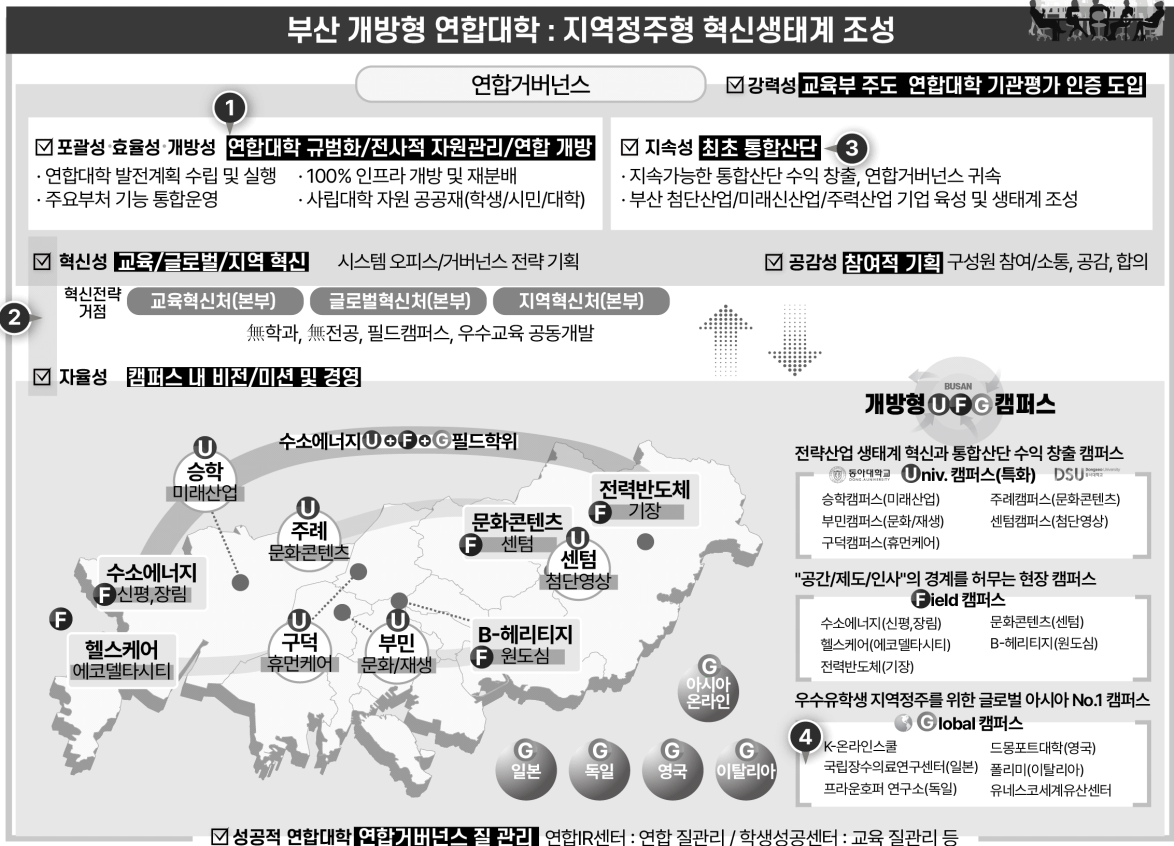 부산 개방형 연합대학 : 지역정주형 혁신생태계 조성
연합거버넌스
☑ 강력성 교육부 주도 연합대학 기관평가 인증 도입
1
☑ 포괄성·효율성·개방성 연합대학 규범화/전사적 자원관리/연합 개방
· 연합대학 발전계획 수립 및 실행 · 100% 인프라 개방 및 재분배
· 주요부처 기능 통합운영 · 사립대학 자원 공공재(학생/시민/대학)
☑ 지속성 최초 통합산단 3
· 지속가능한 통합산단 수익 창출, 연합거버넌스 귀속
· 부산 첨단산업/미래신산업/주력산업 기업 육성 및 생태계 조성
☑ 혁신성 교육/글로벌/지역 혁신 시스템 오피스/거버넌스 전략 기획
☑ 공감성 참여적 기획 구성원 참여/소통, 공감, 합의
2
혁신전략
거점
교육혁신처(본부) 글로벌혁신처(본부) 지역혁신처(본부)
無학과, 無전공, 필드캠퍼스, 우수교육 공동개발
☑ 자율성 캠퍼스 내 비전/미션 및 경영
수소에너지U+F+G필드학위
U
승학
미래산업
U
주례
문화콘텐츠
전력반도체
F 기장
문화콘텐츠
F 센텀
U
센텀
첨단영상
수소에너지
F 신평,장림
F
헬스케어
에코델타시티
U
구덕
휴먼케어
U
부민
문화/재생
B-헤리티지
F 원도심
G
아시아
온라인
G
일본
G
독일
G
영국
G
이탈리아
BUSAN
개방형UFG캠퍼스
전략산업 생태계 혁신과 통합산단 수익 창출 캠퍼스
동아대학교
DONG-A UNIVERSITY
Univ. 캠퍼스(특화)
DSU Dongseo University
동서대학교
승학캠퍼스(미래산업) 주례캠퍼스(문화콘텐츠)
부민캠퍼스(문화/재생) 센텀캠퍼스(첨단영상)
구덕캠퍼스(휴먼케어)
"공간/제도/인사"의 경계를 허무는 현장 캠퍼스
Field 캠퍼스
수소에너지(신평,장림) 문화콘텐츠(센텀)
헬스케어(에코델타시티) B-헤리티지(원도심)
전력반도체(기장)
우수유학생 지역정주를 위한 글로벌 아시아 No.1 캠퍼스
Global 캠퍼스
4
K-온라인스쿨 드몽포트대학(영국)
국립장수의료연구센터(일본) 폴리미(이탈리아)
프라운호퍼 연구소(독일) 유네스코세계유산센터
☑ 성공적 연합대학 연합거버넌스 질 관리 연합IR센터 : 연합 질관리 / 학생성공센터 : 교육 질관리 등